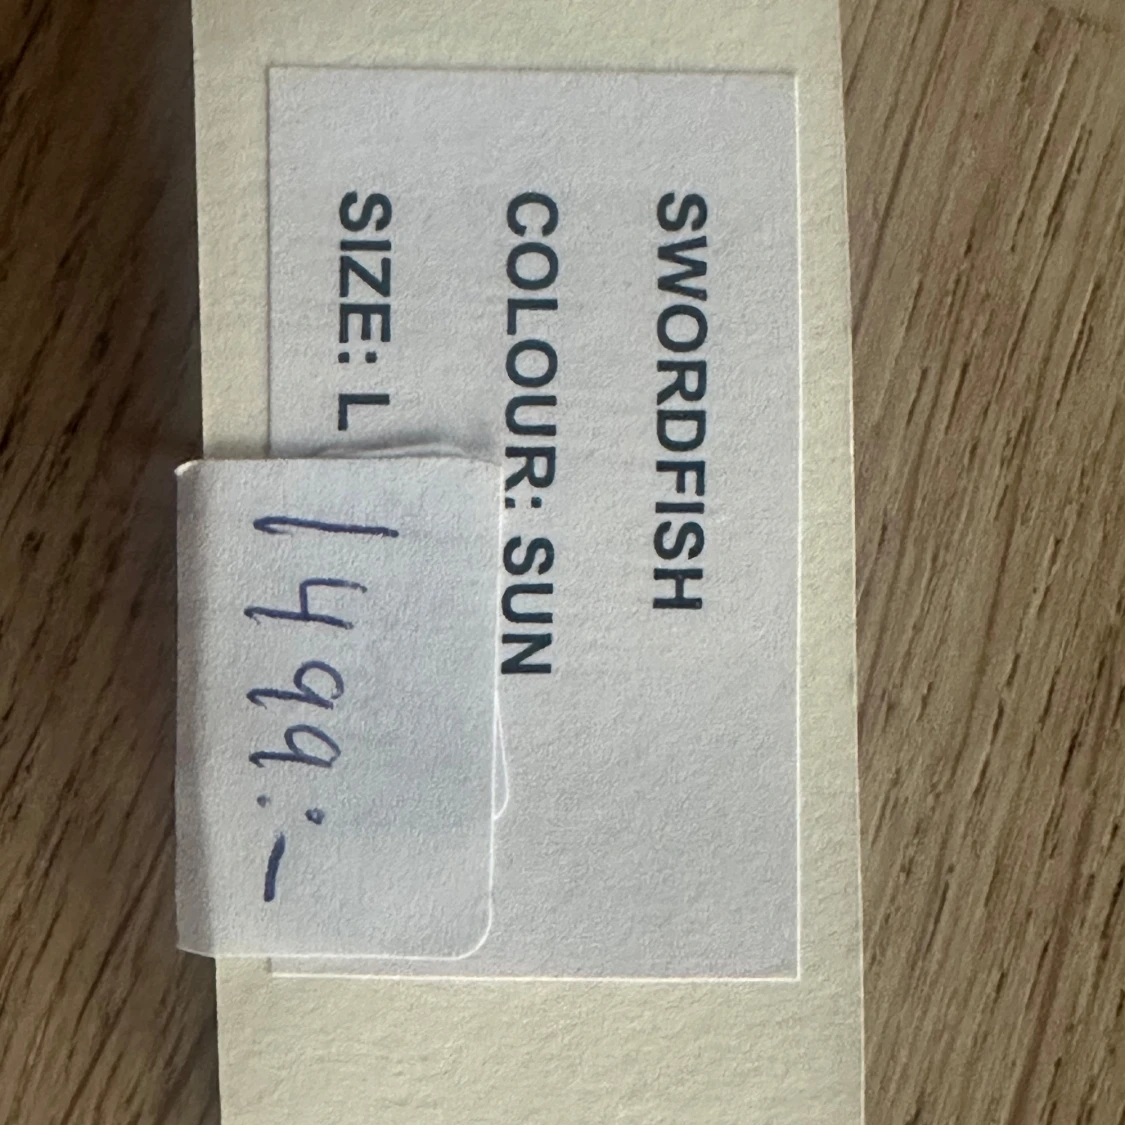 SWORDFISH
COLOUR: SUN
SIZE: L
1499:-